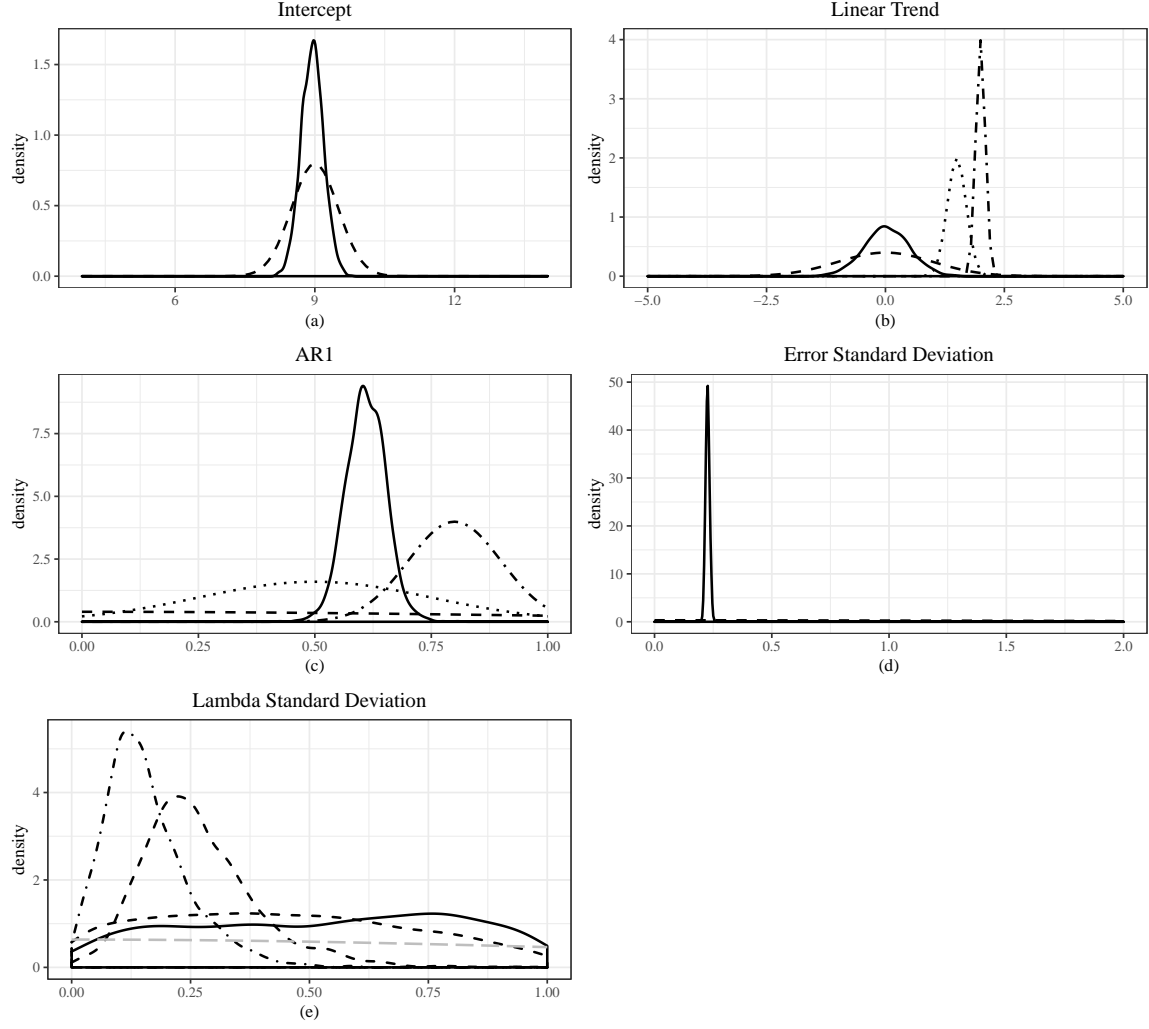 Intercept
density
1.5
1.0
0.5
0.0
6 9 12
(a)
Linear Trend
density
4
3
2
1
0
−5.0 −2.5 0.0 2.5 5.0
(b)
AR1
density
7.5
5.0
2.5
0.0
0.00 0.25 0.50 0.75 1.00
(c)
Error Standard Deviation
density
50
40
30
20
10
0
0.0 0.5 1.0 1.5 2.0
(d)
Lambda Standard Deviation
density
4
2
0
0.00 0.25 0.50 0.75 1.00
(e)